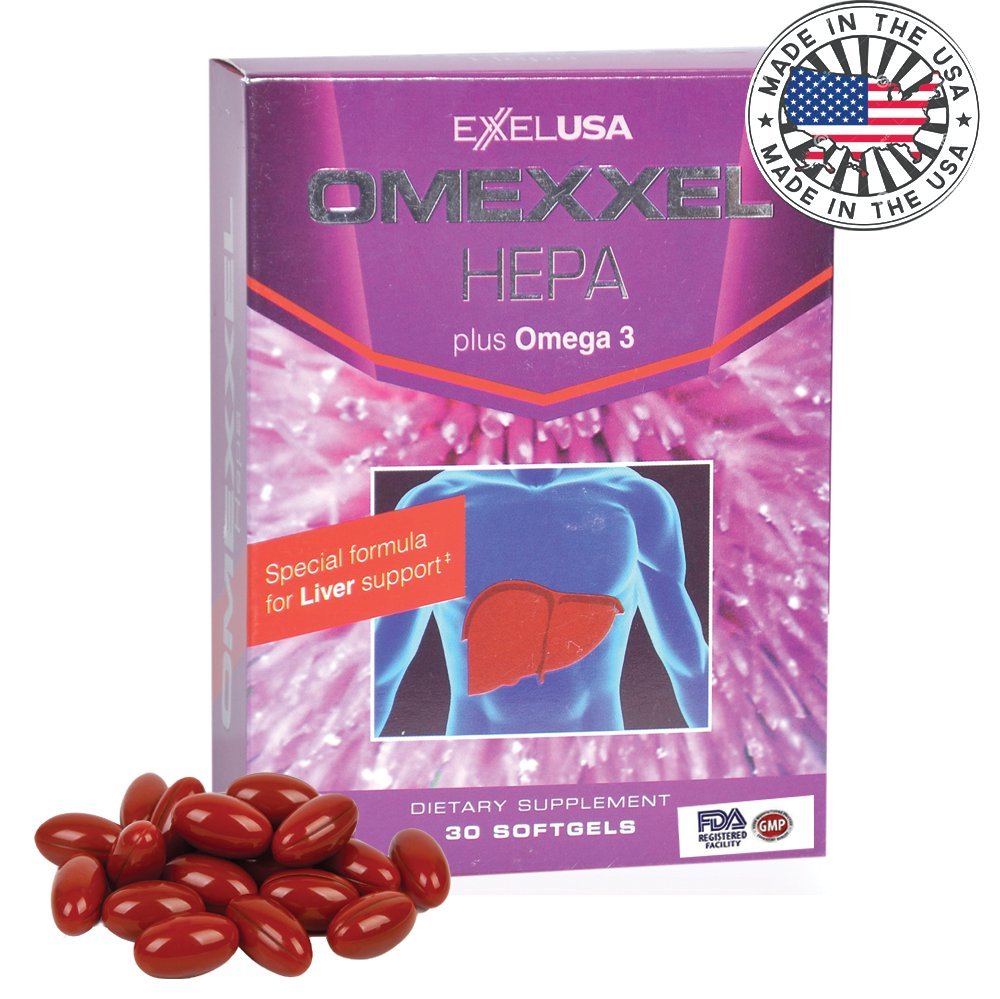 MADE IN THE USA
MADE IN THE USA
EXXELUSA
OMEXXEL
HEPA
plus Omega 3
OMEXXEL
Special formula
for Liver support‡
DIETARY SUPPLEMENT
30 SOFTGELS
FDA
REGISTERED
FACILITY
GMP